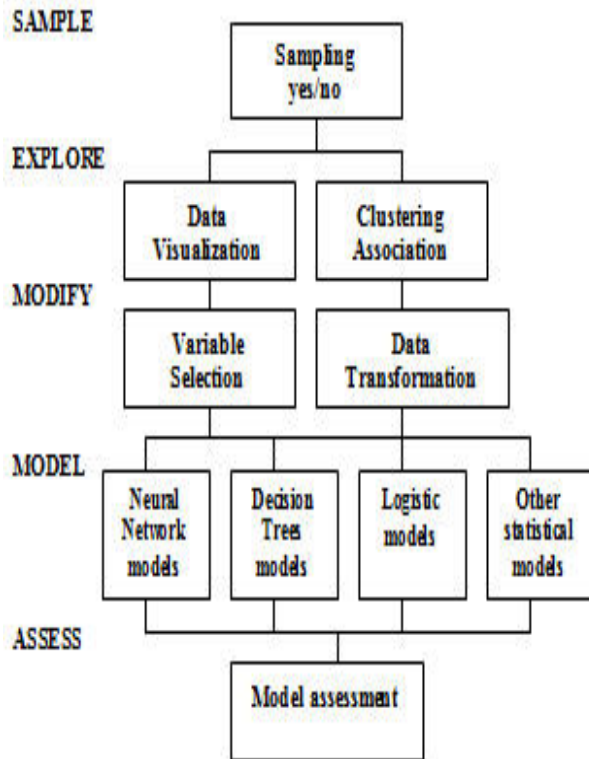 SAMPLE
Sampling
yes/no
EXPLORE
Data
Visualization
Clustering
Association
MODIFY
Variable
Selection
Data
Transformation
MODEL
Neural
Network
models
Decision
Trees
models
Logistic
models
Other
statistical
models
ASSESS
Model assessment